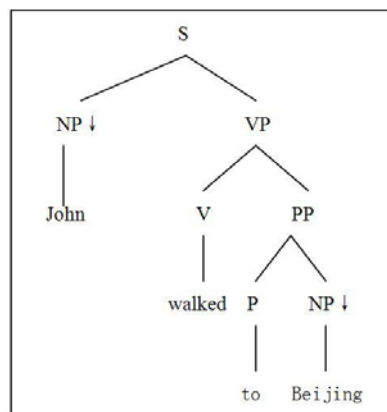 S
NP↓ VP
John V PP
walked P NP↓
to Beijing